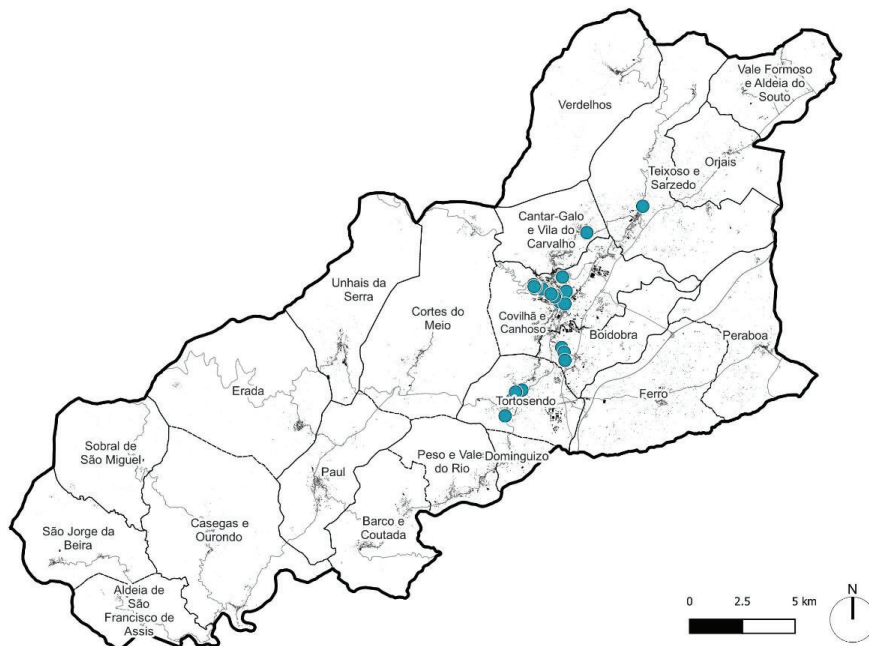 Vale Formoso
e Aldeia do
Souto
Verdelhos
Orjais
Teixoso e
Sarzedo
Cantar-Galo
e Vila do
Carvalho
Unhais da
Serra
Cortes do
Meio
Covilhã e
Canhoso
Boidobra
Peraboa
Erada
Ferro
Tortosendo
Sobral de
São Miguel
Paul
Peso e Vale
do Rio
Dominguizo
Casegas e
Ourondo
Barco e
Coutada
São Jorge da
Beira
Aldeia de
São
Francisco de
Assis
0 2.5 5 km
N